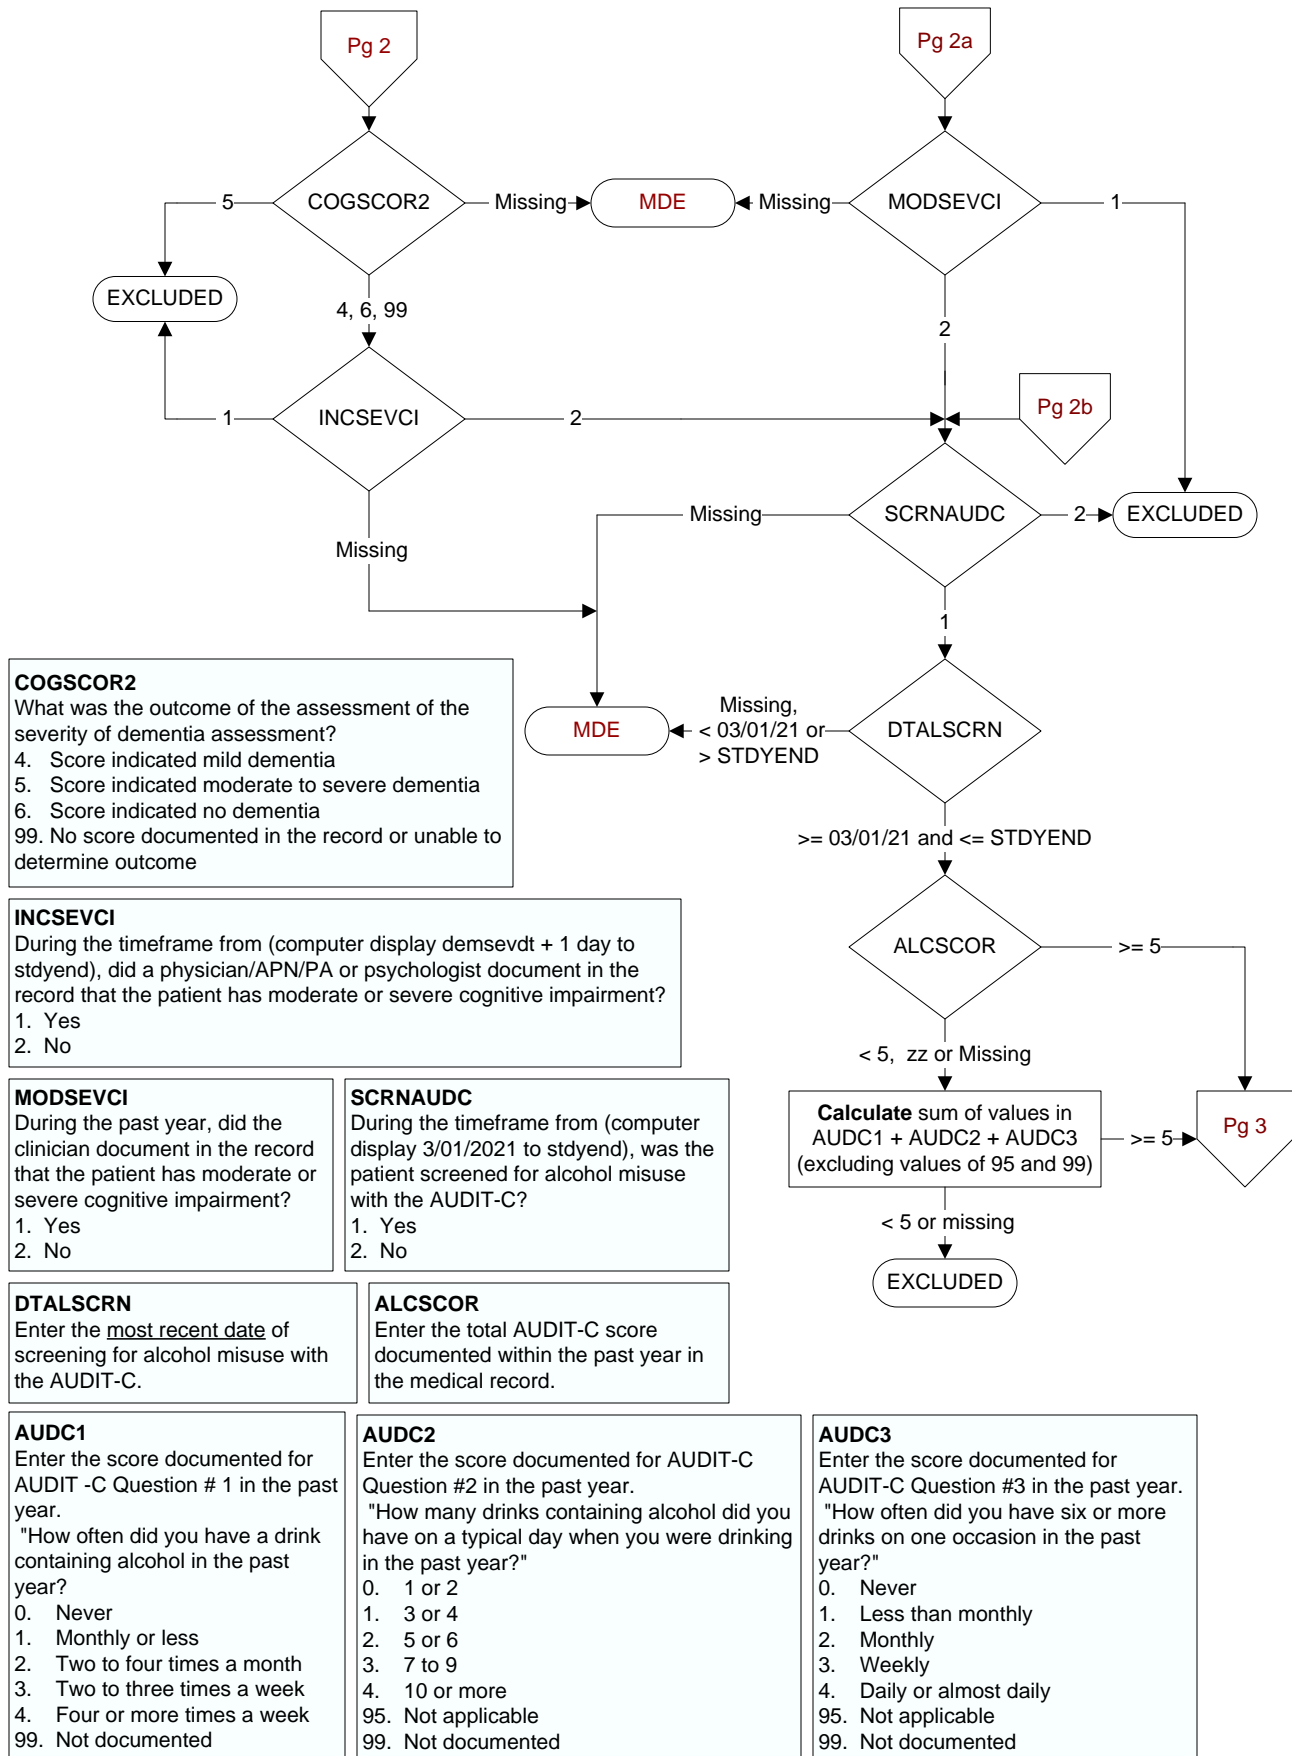 Pg 2
Pg 2a
COGSCOR2
Missing
MDE
Missing
MODSEVCI
5
1
EXCLUDED
4, 6, 99
2
Pg 2b
1
INCSEVCI
2
Missing
SCRNAUDC
2
EXCLUDED
Missing
1
COGSCOR2
What was the outcome of the assessment of the
severity of dementia assessment?
4. Score indicated mild dementia
5. Score indicated moderate to severe dementia
6. Score indicated no dementia
99. No score documented in the record or unable to
determine outcome
MDE
Missing,
< 03/01/21 or
> STDYEND
DTALSCRN
>= 03/01/21 and <= STDYEND
INCSEVCI
During the timeframe from (computer display demsevdt + 1 day to
stdyend), did a physician/APN/PA or psychologist document in the
record that the patient has moderate or severe cognitive impairment?
1. Yes
2. No
ALCSCOR
>= 5
< 5, zz or Missing
MODSEVCI
During the past year, did the
clinician document in the record
that the patient has moderate or
severe cognitive impairment?
1. Yes
2. No
SCRNAUDC
During the timeframe from (computer
display 3/01/2021 to stdyend), was the
patient screened for alcohol misuse
with the AUDIT-C?
1. Yes
2. No
Calculate sum of values in
AUDC1 + AUDC2 + AUDC3
(excluding values of 95 and 99)
>= 5
Pg 3
< 5 or missing
EXCLUDED
DTALSCRN
Enter the most recent date of
screening for alcohol misuse with
the AUDIT-C.
ALCSCOR
Enter the total AUDIT-C score
documented within the past year in
the medical record.
AUDC1
Enter the score documented for
AUDIT -C Question # 1 in the past
year.
"How often did you have a drink
containing alcohol in the past
year?
0. Never
1. Monthly or less
2. Two to four times a month
3. Two to three times a week
4. Four or more times a week
99. Not documented
AUDC2
Enter the score documented for AUDIT-C
Question #2 in the past year.
"How many drinks containing alcohol did you
have on a typical day when you were drinking
in the past year?"
0. 1 or 2
1. 3 or 4
2. 5 or 6
3. 7 to 9
4. 10 or more
95. Not applicable
99. Not documented
AUDC3
Enter the score documented for
AUDIT-C Question #3 in the past year.
"How often did you have six or more
drinks on one occasion in the past
year?"
0. Never
1. Less than monthly
2. Monthly
3. Weekly
4. Daily or almost daily
95. Not applicable
99. Not documented